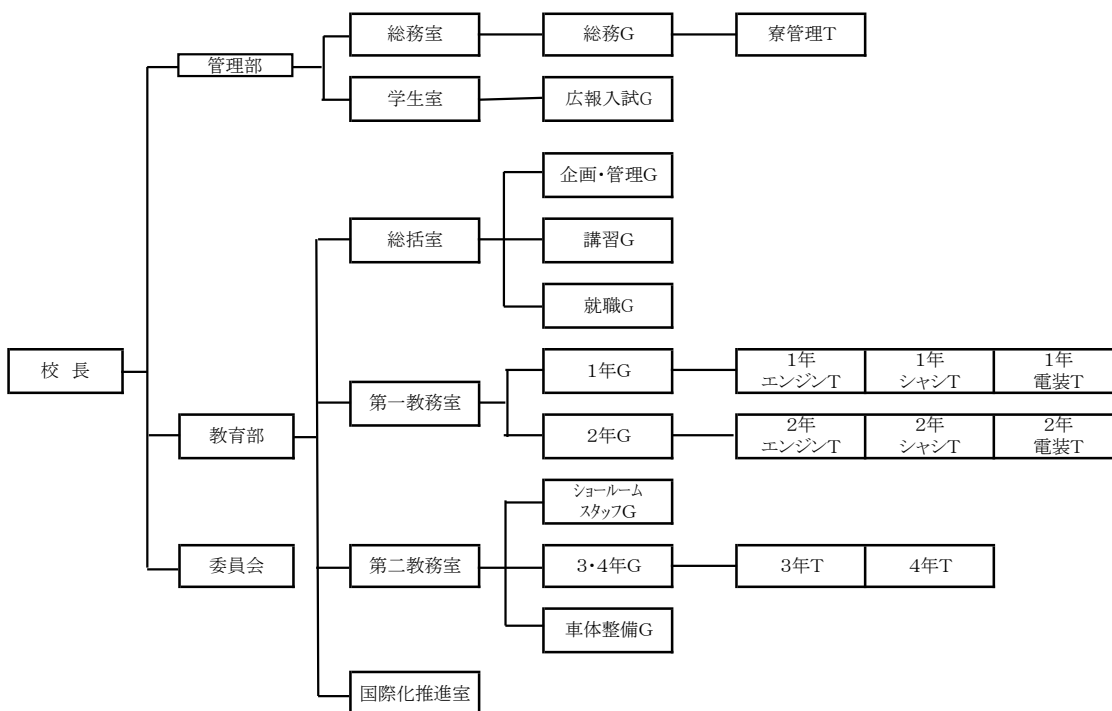 総務室
総務G
寮管理T
管理部
学生室
広報入試G
企画・管理G
総括室
講習G
就職G
校 長
1年G
1年
エンジンT
1年
シャシT
1年
電装T
第一教務室
教育部
2年G
2年
エンジンT
2年
シャシT
2年
電装T
ショールーム
スタッフG
委員会
第二教務室
3・4年G
3年T
4年T
車体整備G
国際化推進室